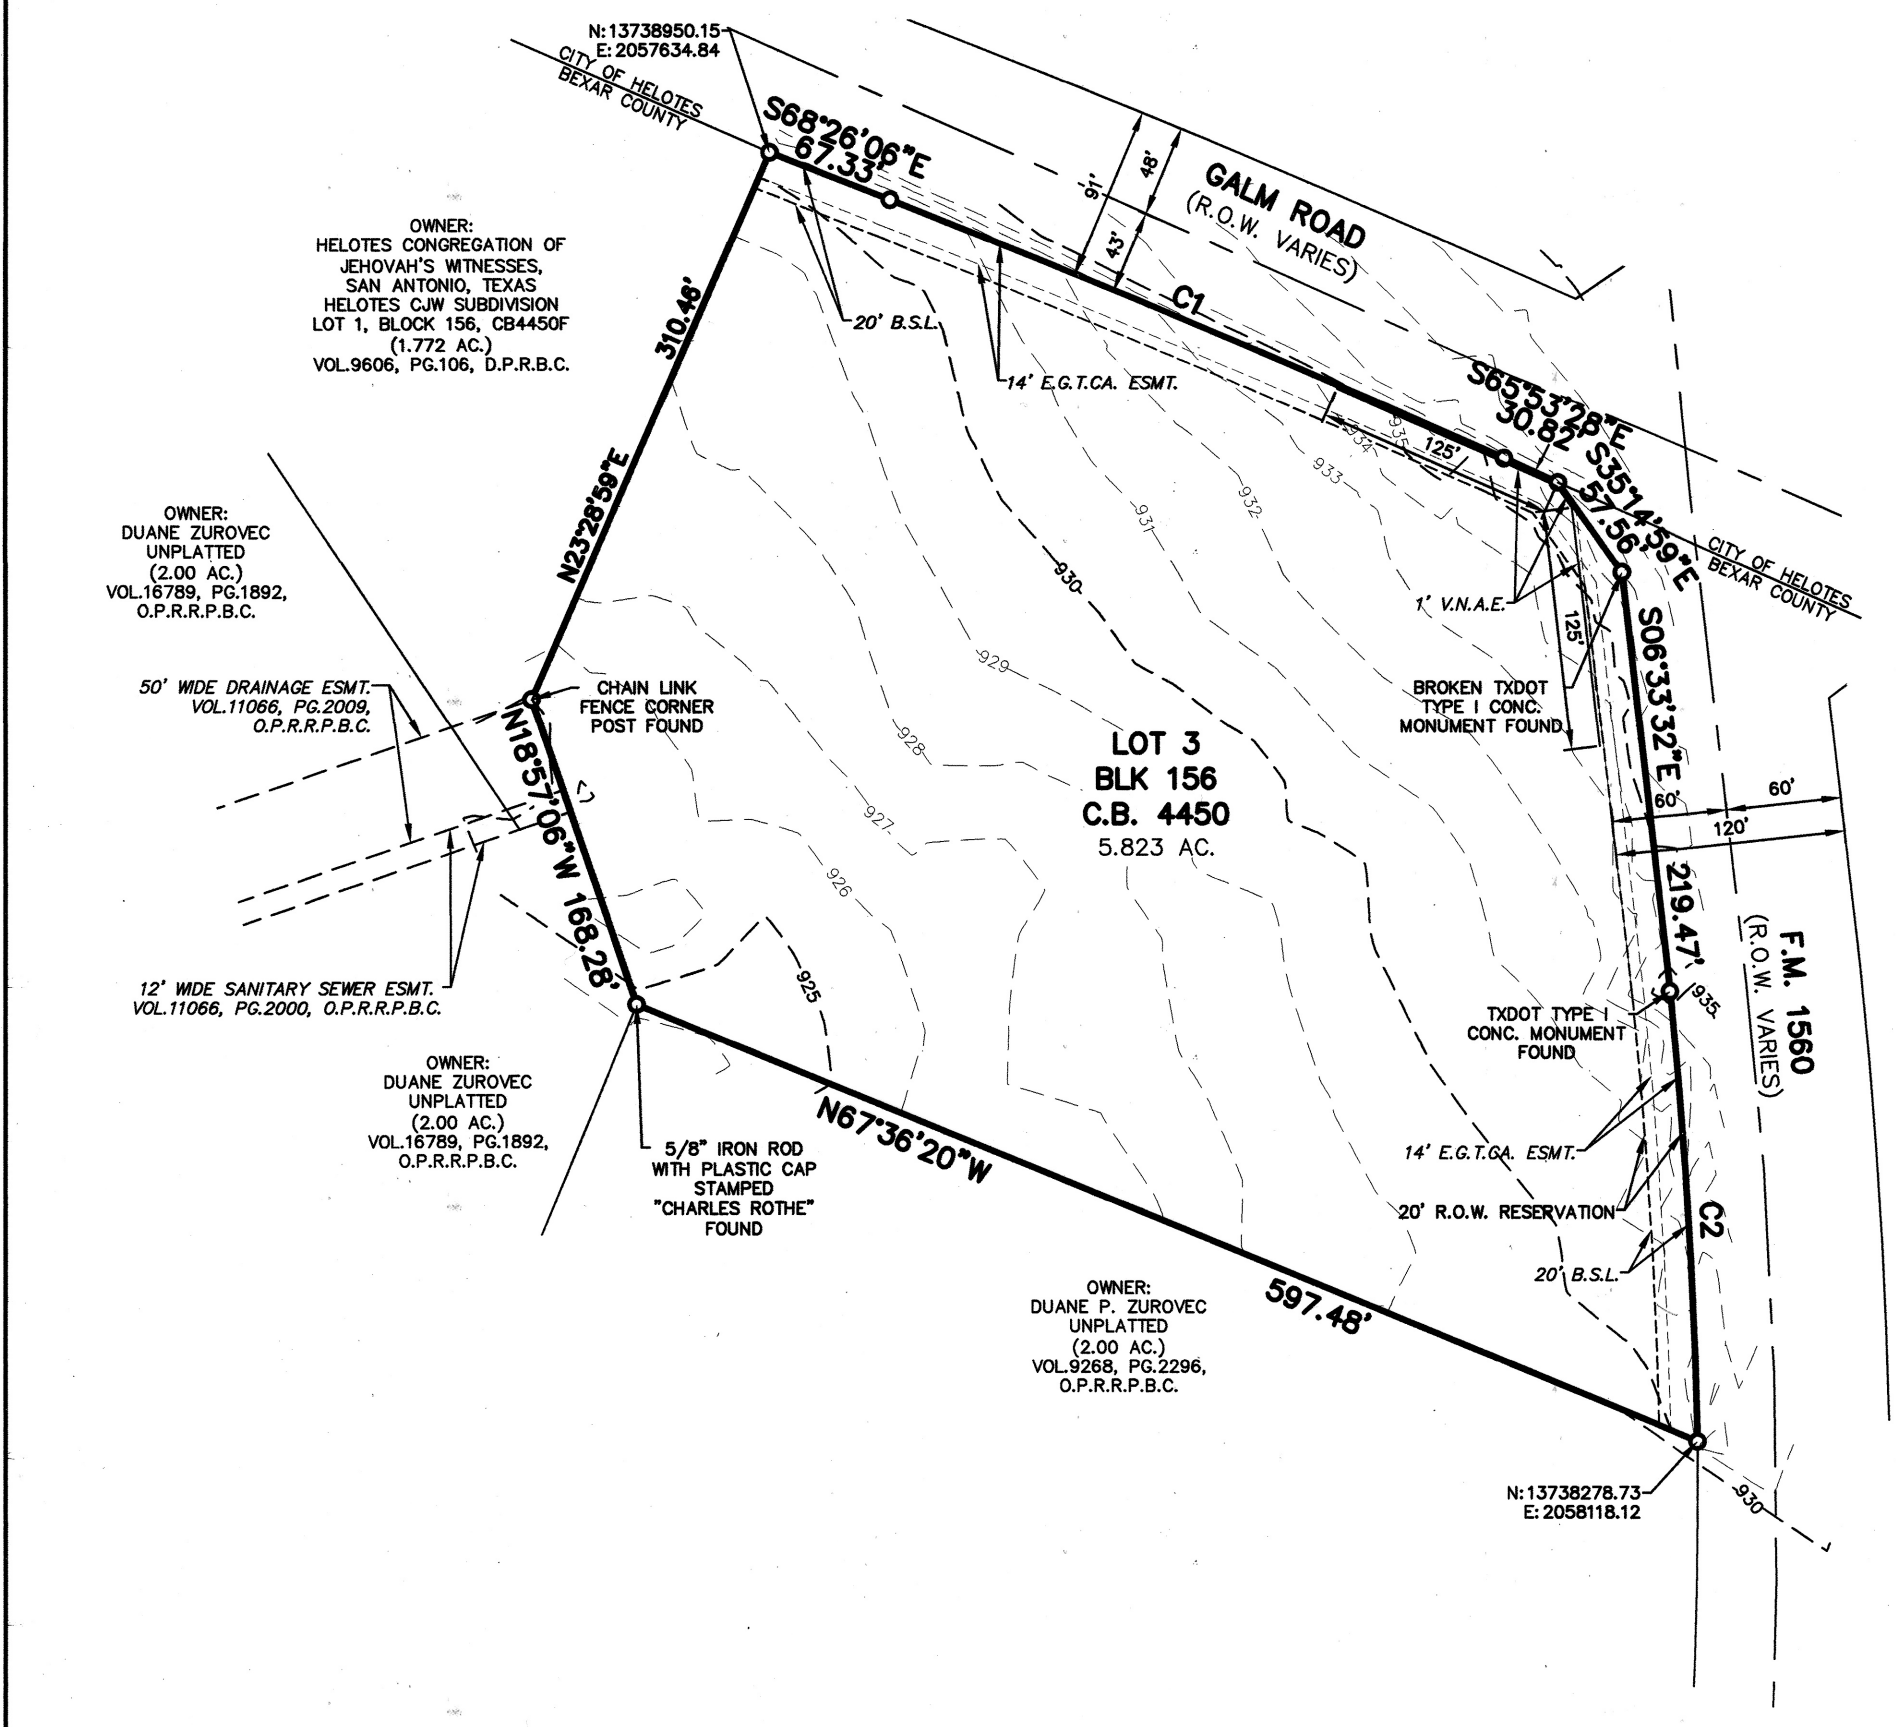 N: 13738950.15
E: 2057634.84
CITY OF HELOTES
BEXAR COUNTY
S68°26'06"E
67.33'
91'
48'
43'
GALM ROAD
(R.O.W. VARIES)
C1
OWNER:
HELOTES CONGREGATION OF
JEHOVAH'S WITNESSES,
SAN ANTONIO, TEXAS
HELOTES CJW SUBDIVISION
LOT 1, BLOCK 156, CB4450F
(1.772 AC.)
VOL.9606, PG.106, D.P.R.B.C.
310.46'
N23°28'59"E
20' B.S.L.
14' E.G.T.CA. ESMT.
S65°53'28"E
30.82'
S35°14'59"E
57.56'
125'
934
935
933
932
931
930
929
928
927
926
925
CITY OF HELOTES
BEXAR COUNTY
OWNER:
DUANE ZUROVEC
UNPLATTED
(2.00 AC.)
VOL.16789, PG.1892,
O.P.R.R.P.B.C.
1' V.N.A.E.
125'
50' WIDE DRAINAGE ESMT.
VOL.11066, PG.2009,
O.P.R.R.P.B.C.
CHAIN LINK
FENCE CORNER
POST FOUND
BROKEN TXDOT
TYPE I CONC.
MONUMENT FOUND
S06°33'32"E
219.47'
LOT 3
BLK 156
C.B. 4450
5.823 AC.
60'
60'
120'
N18°57'06"W 168.28'
12' WIDE SANITARY SEWER ESMT.
VOL.11066, PG.2000, O.P.R.R.P.B.C.
F.M. 1560
(R.O.W. VARIES)
935
TXDOT TYPE I
CONC. MONUMENT
FOUND
OWNER:
DUANE ZUROVEC
UNPLATTED
(2.00 AC.)
VOL.16789, PG.1892,
O.P.R.R.P.B.C.
5/8" IRON ROD
WITH PLASTIC CAP
STAMPED
"CHARLES ROTHE"
FOUND
N67°36'20"W
597.48'
14' E.G.T.CA. ESMT.
20' R.O.W. RESERVATION
20' B.S.L.
C2
OWNER:
DUANE P. ZUROVEC
UNPLATTED
(2.00 AC.)
VOL.9268, PG.2296,
O.P.R.R.P.B.C.
N: 13738278.73
E: 2058118.12
930